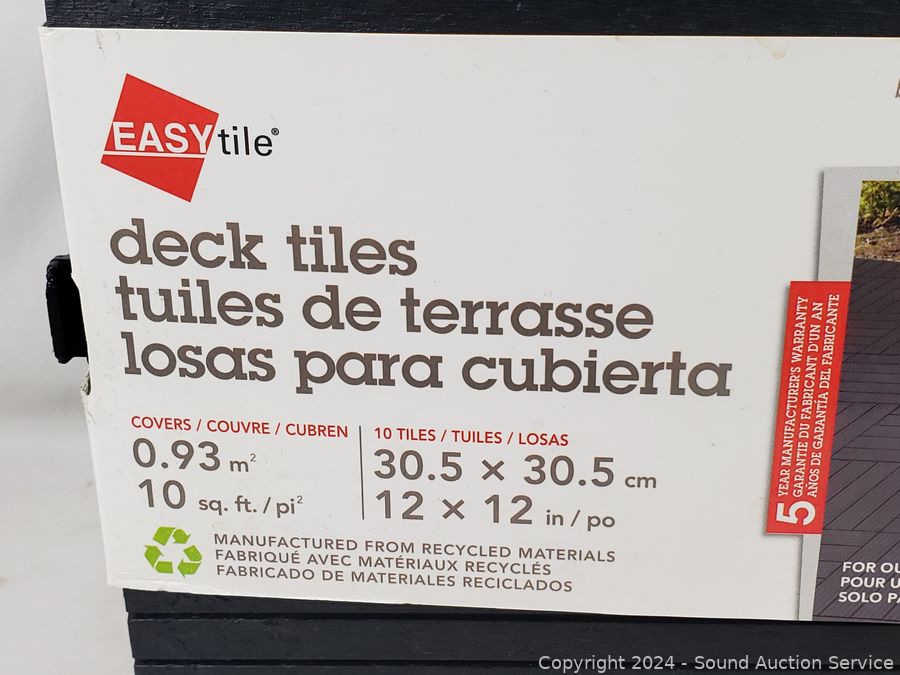 EASYtile®
deck tiles
tuiles de terrasse
losas para cubierta
COVERS / COUVRE / CUBREN
0.93 m²
10 sq. ft. / pi²
10 TILES / TUILES / LOSAS
30.5 × 30.5 cm
12 × 12 in / po
MANUFACTURED FROM RECYCLED MATERIALS
FABRIQUÉ AVEC MATÉRIAUX RECYCLÉS
FABRICADO DE MATERIALES RECICLADOS
5 YEAR MANUFACTURER'S WARRANTY
GARANTIE DU FABRICANT D'UN AN
AÑOS DE GARANTÍA DEL FABRICANTE
FOR
POUR
SOLO
Copyright 2024 - Sound Auction Service